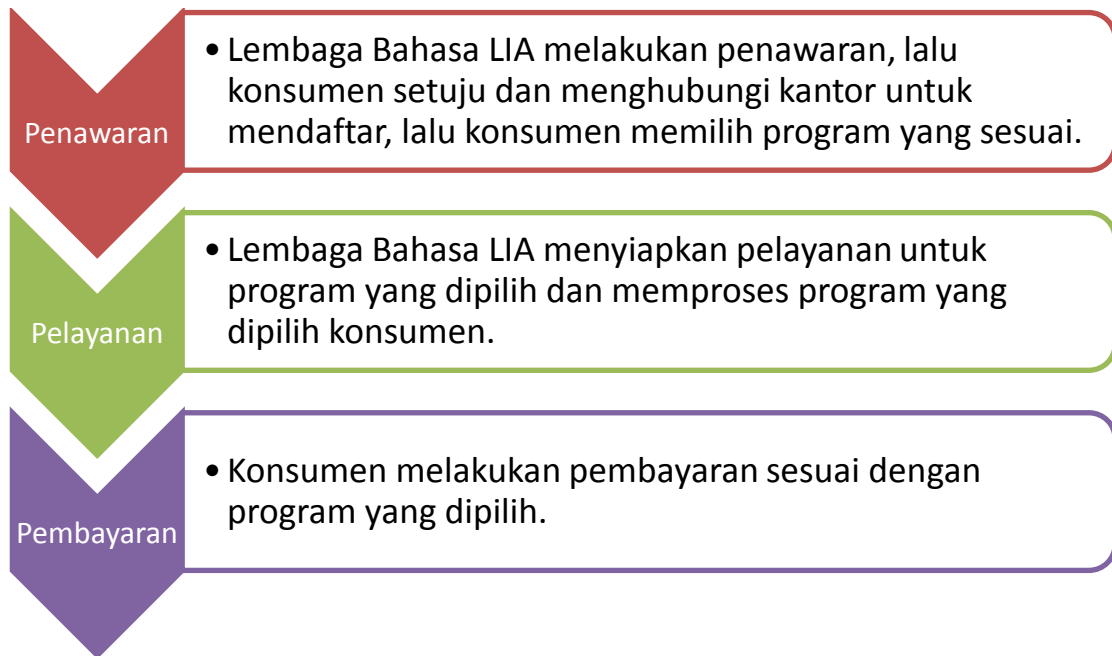 Penawaran
• Lembaga Bahasa LIA melakukan penawaran, lalu
konsumen setuju dan menghubungi kantor untuk
mendaftar, lalu konsumen memilih program yang sesuai.
Pelayanan
• Lembaga Bahasa LIA menyiapkan pelayanan untuk
program yang dipilih dan memproses program yang
dipilih konsumen.
Pembayaran
• Konsumen melakukan pembayaran sesuai dengan
program yang dipilih.